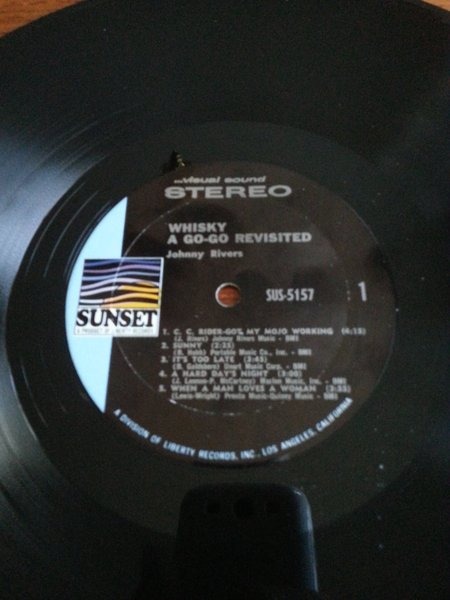 ...visual sound
STEREO
WHISKY
A GO-GO REVISITED
Johnny Rivers
SUS-5157
1
SUNSET
A PRODUCT OF LIBERTY RECORDS
1. C. C. RIDER-GOT MY MOJO WORKING (4:15)
(J. Rivers) Johnny Rivers Music - BMI
2. SUNNY (2:35)
(B. Hebb) Portable Music Co., Inc. - BMI
3. IT'S TOO LATE (3:45)
(B. Goldsboro) Unart Music Corp. - BMI
4. A HARD DAY'S NIGHT (3:00)
(J. Lennon-P. McCartney) Maclen Music, Inc. - BMI
5. WHEN A MAN LOVES A WOMAN (3:55)
(Lewis-Wright) Pronto Music-Quinvy Music - BMI
A DIVISION OF LIBERTY RECORDS, INC., LOS ANGELES, CALIFORNIA